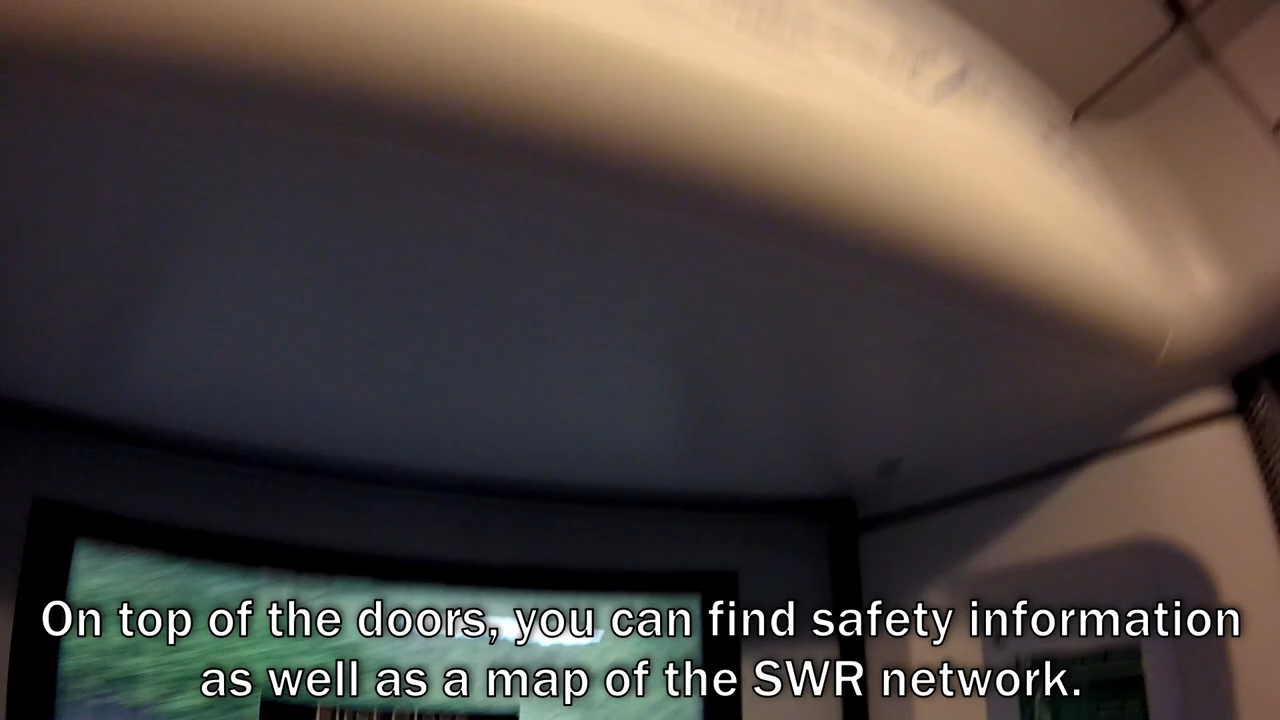 On top of the doors, you can find safety information
as well as a map of the SWR network.